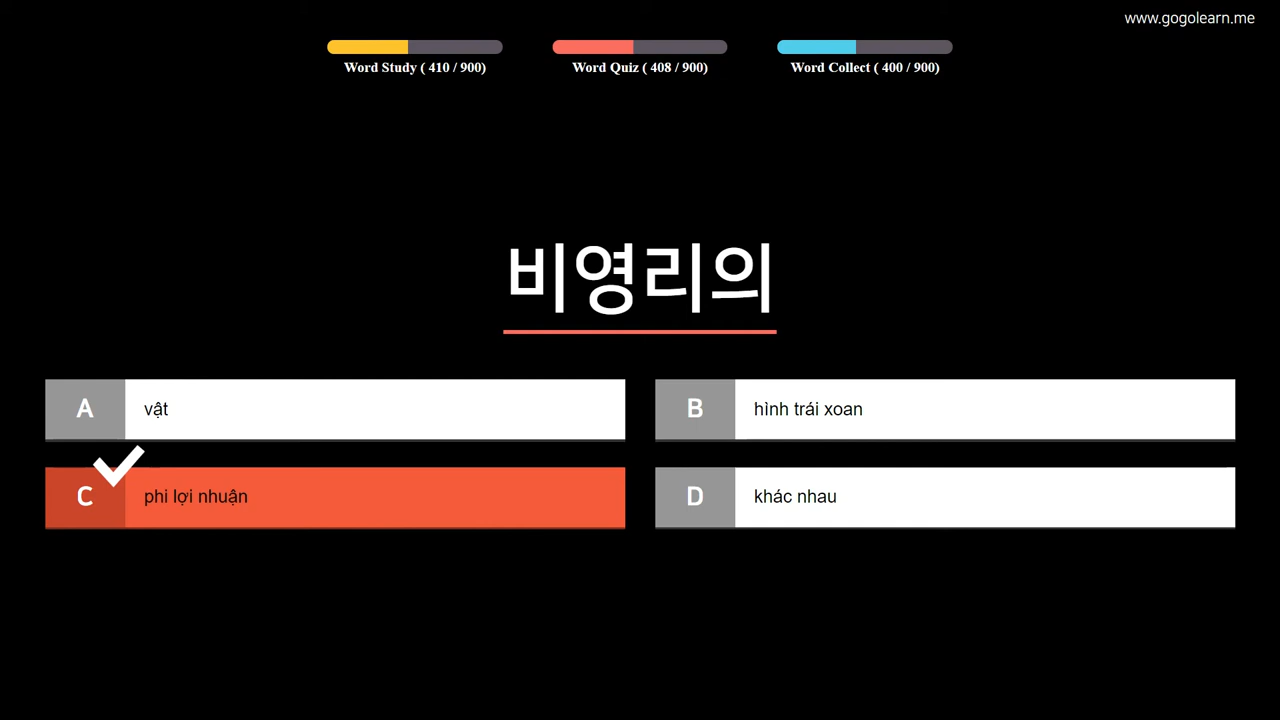 www.gogolearn.me
Word Study ( 410 / 900)
Word Quiz ( 408 / 900)
Word Collect ( 400 / 900)
비영리의
A vật
B hình trái xoan
C phi lợi nhuận
D khác nhau